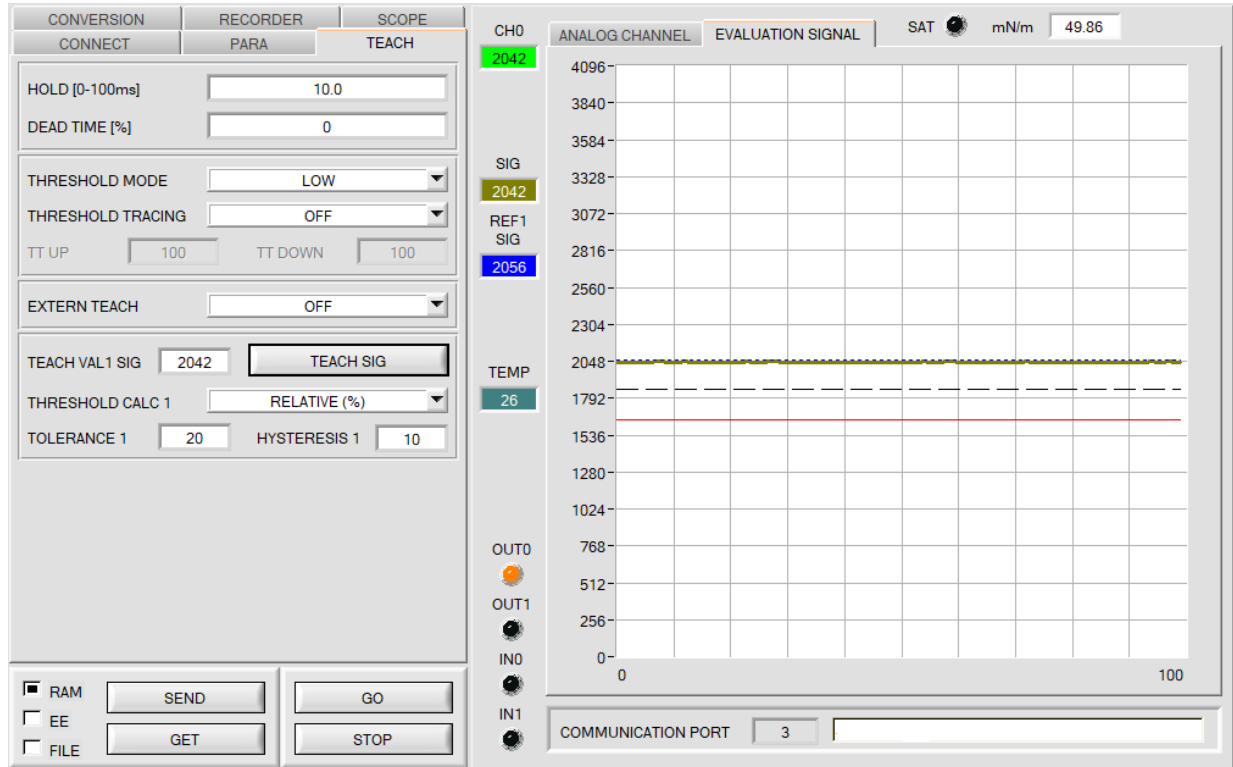 CONVERSION RECORDER SCOPE
CONNECT PARA TEACH
HOLD [0-100ms] 10.0
DEAD TIME [%] 0
THRESHOLD MODE LOW
THRESHOLD TRACING OFF
TT UP 100 TT DOWN 100
EXTERN TEACH OFF
TEACH VAL1 SIG 2042 TEACH SIG
THRESHOLD CALC 1 RELATIVE (%)
TOLERANCE 1 20 HYSTERESIS 1 10
RAM SEND GO
EE
GET STOP
FILE
CH0
2042
SIG
2042
REF1
SIG
2056
TEMP
26
OUT0
OUT1
IN0
IN1
ANALOG CHANNEL EVALUATION SIGNAL SAT mN/m 49.86
4096
3840
3584
3328
3072
2816
2560
2304
2048
1792
1536
1280
1024
768
512
256
0
0 100
COMMUNICATION PORT 3